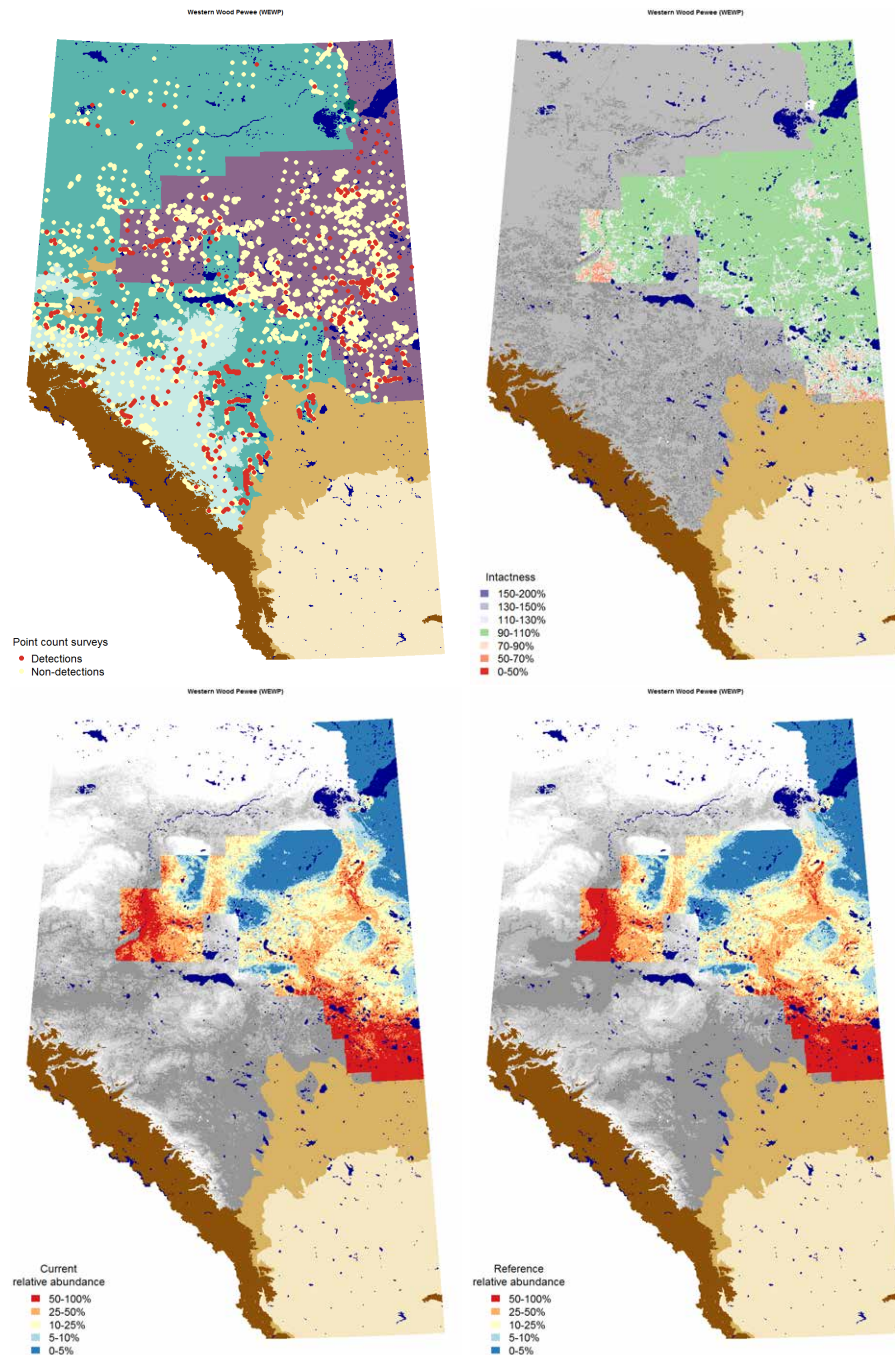 Western Wood Pewee (WEWP)
Point count surveys
Detections
Non-detections
Western Wood Pewee (WEWP)
Intactness
150-200%
130-150%
110-130%
90-110%
70-90%
50-70%
0-50%
Western Wood Pewee (WEWP)
Current
relative abundance
50-100%
25-50%
10-25%
5-10%
0-5%
Western Wood Pewee (WEWP)
Reference
relative abundance
50-100%
25-50%
10-25%
5-10%
0-5%